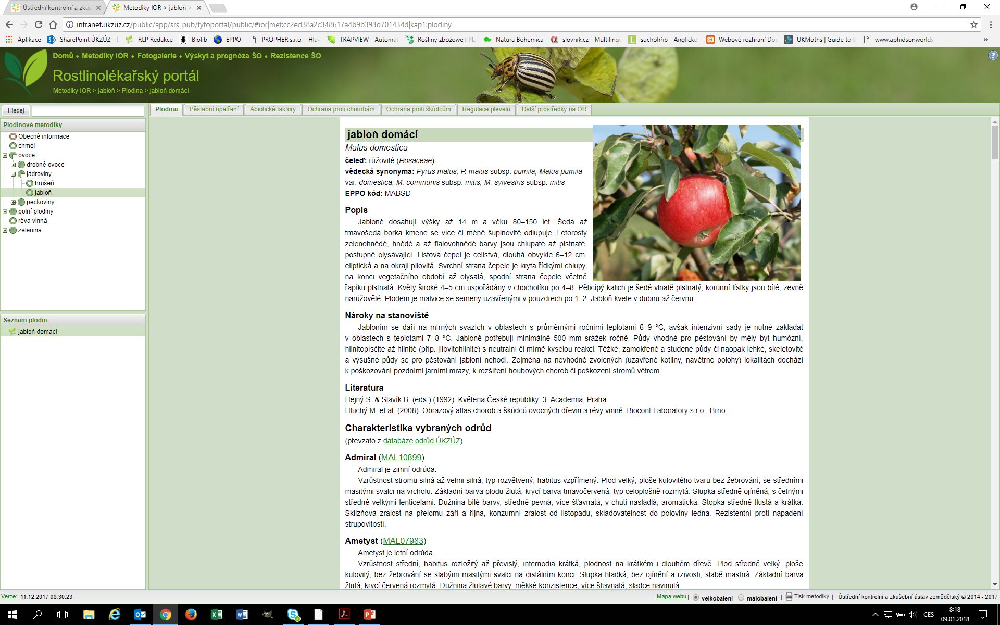 Ústřední kontrolní a zkuš
Metodiky IOR > jabloň >
intranet.ukzuz.cz/public/app/srs_pub/fytoportal/public/#ior|met:cc2ed38a2c348617a4b9b393d701434d|kap1:plodiny
Aplikace SharePoint ÚKZÚZ - RLP Redakce Biolib EPPO PROPHER s.r.o. - Hlav TRAPVIEW - Automat Rošliny zbožowe | Pla Natura Bohemica slovnik.cz - Multilingu suchohřib - Anglicko- Webové rozhraní Doc UKMoths | Guide to t www.aphidsonworlds »
Domů ♦ Metodiky IOR ♦ Fotogalerie ♦ Výskyt a prognóza ŠO ♦ Rezistence ŠO
Rostlinolékařský portál
Metodiky IOR > jabloň > Plodina > jabloň domácí
Hledej
Plodina Pěstební opatření Abiotické faktory Ochrana proti chorobám Ochrana proti škůdcům Regulace plevelů Další prostředky na OR
Plodinové metodiky
Obecné informace
chmel
ovoce
drobné ovoce
jádroviny
hrušeň
jabloň
peckoviny
polní plodiny
réva vinná
zelenina
Seznam plodin
jabloň domácí
jabloň domácí
Malus domestica
čeleď: růžovité (Rosaceae)
vědecká synonyma: Pyrus malus, P. malus subsp. pumila, Malus pumila
var. domestica, M. communis subsp. mitis, M. sylvestris subsp. mitis
EPPO kód: MABSD
Popis
Jabloně dosahují výšky až 14 m a věku 80–150 let. Šedá až
tmavošedá borka kmene se více či méně šupinovitě odlupuje. Letorosty
zelenohnědé, hnědé a až fialovohnědé barvy jsou chlupaté až plstnaté,
postupně olysávající. Listová čepel je celistvá, dlouhá obvykle 6–12 cm,
eliptická a na okraji pilovitá. Svrchní strana čepele je kryta řídkými chlupy,
na konci vegetačního období až olysalá, spodní strana čepele včetně
řapíku plstnatá. Květy široké 4–5 cm uspořádány v chocholíku po 4–8. Pěticípý kalich je šedě vlnatě plstnatý, korunní lístky jsou bílé, zevně
narůžovělé. Plodem je malvice se semeny uzavřenými v pouzdrech po 1–2. Jabloň kvete v dubnu až červnu.
Nároky na stanoviště
Jabloním se daří na mírných svazích v oblastech s průměrnými ročními teplotami 6–9 °C, avšak intenzivní sady je nutné zakládat
v oblastech s teplotami 7–8 °C. Jabloně potřebují minimálně 500 mm srážek ročně. Půdy vhodné pro pěstování by měly být humózní,
hlinitopísčité až hlinité (příp. jílovitohlinité) s neutrální či mírně kyselou reakci. Těžké, zamokřené a studené půdy či naopak lehké, skeletovité
a výsušné půdy se pro pěstování jabloní nehodí. Zejména na nevhodně zvolených (uzavřené kotliny, návětrné polohy) lokalitách dochází
k poškozování pozdními jarními mrazy, k rozšíření houbových chorob či poškození stromů větrem.
Literatura
Hejný S. & Slavík B. (eds.) (1992): Květena České republiky. 3. Academia, Praha.
Hluchý M. et al. (2008): Obrazový atlas chorob a škůdců ovocných dřevin a révy vinné. Biocont Laboratory s.r.o., Brno.
Charakteristika vybraných odrůd
(převzato z databáze odrůd ÚKZÚZ)
Admiral (MAL10899)
Admiral je zimní odrůda.
Vzrůstnost stromu silná až velmi silná, typ rozvětvený, habitus vzpřímený. Plod velký, ploše kulovitého tvaru bez žebrování, se středními
masitými svalci na vrcholu. Základní barva plodu žlutá, krycí barva tmavočervená, typ celoplošně rozmytá. Slupka středně ojíněná, s četnými
středně velkými lenticelami. Dužnina bílé barvy, středně pevná, více šťavnatá, v chuti nasládlá, aromatická. Stopka středně tlustá a krátká.
Sklizňová zralost na přelomu září a října, konzumní zralost od listopadu, skladovatelnost do poloviny ledna. Rezistentní proti napadení
strupovitostí.
Ametyst (MAL07983)
Ametyst je letní odrůda.
Vzrůstnost střední, habitus rozložitý až převislý, internodia krátká, plodnost na krátkém i dlouhém dřevě. Plod středně velký, ploše
kulovitý, bez žebrování se slabými masitými svalci na distálním konci. Slupka hladká, bez ojínění a rzivosti, slabě mastná. Základní barva
žlutá, krycí červená rozmytá. Dužnina žlutavé barvy, měkké konzistence, více šťavnatá, sladce navinulá.
Verze: 11.12.2017 08:30:23
Mapa webu | velkobalení malobalení | Tisk metodiky | Ústřední kontrolní a zkušební ústav zemědělský © 2014 - 2017
CES
8:18
09.01.2018